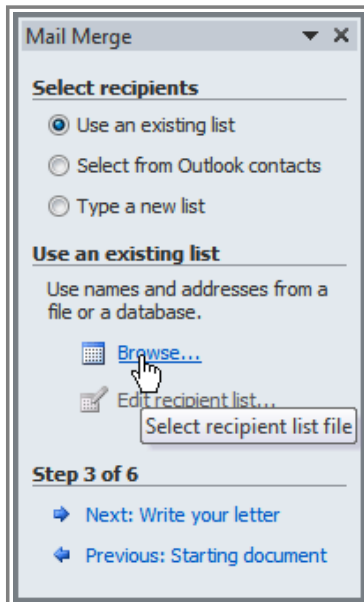 Mail Merge
Select recipients
Use an existing list
Select from Outlook contacts
Type a new list
Use an existing list
Use names and addresses from a
file or a database.
Browse...
Edit recipient list...
Select recipient list file
Step 3 of 6
Next: Write your letter
Previous: Starting document